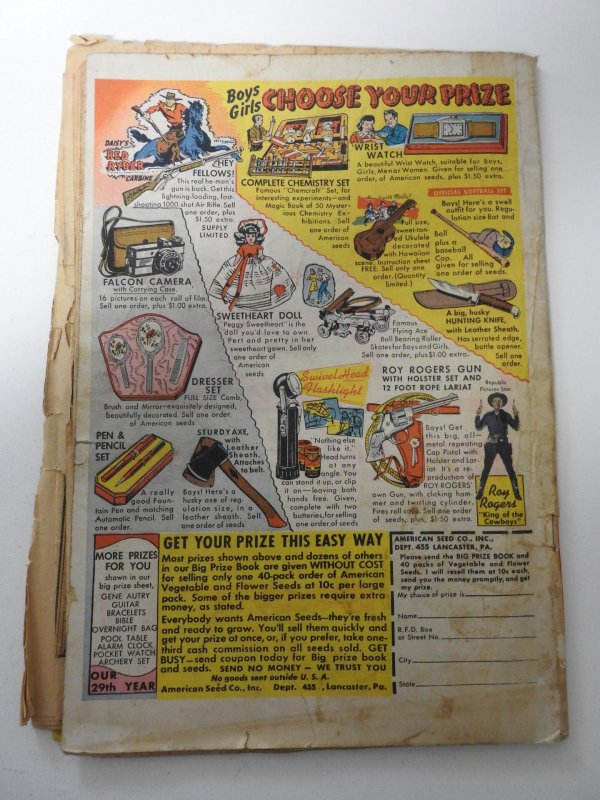 Boys
Girls
CHOOSE YOUR PRIZE
DAISY'S
RED
RYDER
CARBINE
HEY
FELLOWS!
This real he-man's
gun is back. Get this
lightning-loading, fast-
shooting 1000-shot Air Rifle. Sell
one order, plus
$1.50 extra.
SUPPLY
LIMITED
COMPLETE CHEMISTRY SET
Famous "Chemcraft" Set, for
interesting experiments—and
Magic Book of 50 Myster-
ious Chemistry Ex-
hibitions. Sell
one order of
American
seeds
WRIST
WATCH
A beautiful Wrist Watch, suitable for Boys,
Girls, Men or Women. Given for selling one
order, of American seeds, plus $1.50 extra.
OFFICIAL SOFTBALL SET
Boys! Here's a swell
outfit for you. Regu-
lation size Bat and
Ball
plus a
baseball
Cap. All
given for selling
one order of seeds.
Full size,
sweet-ton-
ed Ukulele
decorated
with Hawaiian
scene. Instruction sheet
FREE. Sell only one
order. (Quantity
limited.)
FALCON CAMERA
with Carrying Case.
16 pictures on each roll of film.
Sell one order, plus $1.00 extra.
SWEETHEART DOLL
"Peggy Sweetheart" is the
doll you'd love to own.
Pert and pretty in her
sweetheart gown. Sell only
one order of
American
seeds
Famous
Flying Ace
Ball Bearing Roller
Skates for Boys and Girls.
Sell one order, plus $1.00 extra.
A big, husky
HUNTING KNIFE,
with Leather Sheath.
Has serrated edge,
bottle opener.
Sell one
order.
DRESSER
SET
FULL SIZE Comb,
Brush and Mirror—exquisitely designed,
beautifully decorated. Sell one order
of American seeds
Swivel Head
Flashlight
"Nothing else
like it."
Head turns
at any
angle. You
can stand it up, or clip
it on—leaving both
hands free. Given,
complete with two
batteries, for selling
one order of seeds
ROY ROGERS GUN
WITH HOLSTER SET AND
12 FOOT ROPE LARIAT
Boys! Get
this big, all-
metal repeating
Cap Pistol with
Holster and Lar-
iat. It's a re-
production of
ROY ROGERS'
own Gun, with clicking ham-
mer and twirling cylinder.
Fires roll caps. Sell one order
of seeds, plus, $1.50 extra.
Republic
Pictures Star.
Roy
Rogers
"King of the
Cowboys"
PEN &
PENCIL
SET
A really
good Foun-
tain Pen and matching
Automatic Pencil. Sell
one order.
STURDY AXE,
with
Leather
Sheath.
Attaches
to belt.
Boys! Here's a
husky axe of reg-
ulation size, in a
leather sheath. Sell
one order of seeds
MORE PRIZES
FOR YOU
shown in our
big prize sheet,
GENE AUTRY
GUITAR
BRACELETS
BIBLE
OVERNIGHT BAG
POOL TABLE
ALARM CLOCK
POCKET WATCH
ARCHERY SET
OUR
29th YEAR
GET YOUR PRIZE THIS EASY WAY
Most prizes shown above and dozens of others
in our Big Prize Book are given WITHOUT COST
for selling only one 40-pack order of American
Vegetable and Flower Seeds at 10c per large
pack. Some of the bigger prizes require extra
money, as stated.
Everybody wants American Seeds—they're fresh
and ready to grow. You'll sell them quickly and
get your prize at once, or, if you prefer, take one-
third cash commission on all seeds sold. GET
BUSY—send coupon today for Big prize book
and seeds. SEND NO MONEY — WE TRUST YOU
No goods sent outside U. S. A.
American Seed Co., Inc. Dept. 455, Lancaster, Pa.
AMERICAN SEED CO., INC.,
DEPT. 455 LANCASTER, PA.
Please send the BIG PRIZE BOOK and
40 packs of Vegetable and Flower
Seeds. I will resell them at 10c each,
send you the money promptly, and get
my prize.
My choice of prize is
Name
R.F.D. Box
or Street No.
City
State